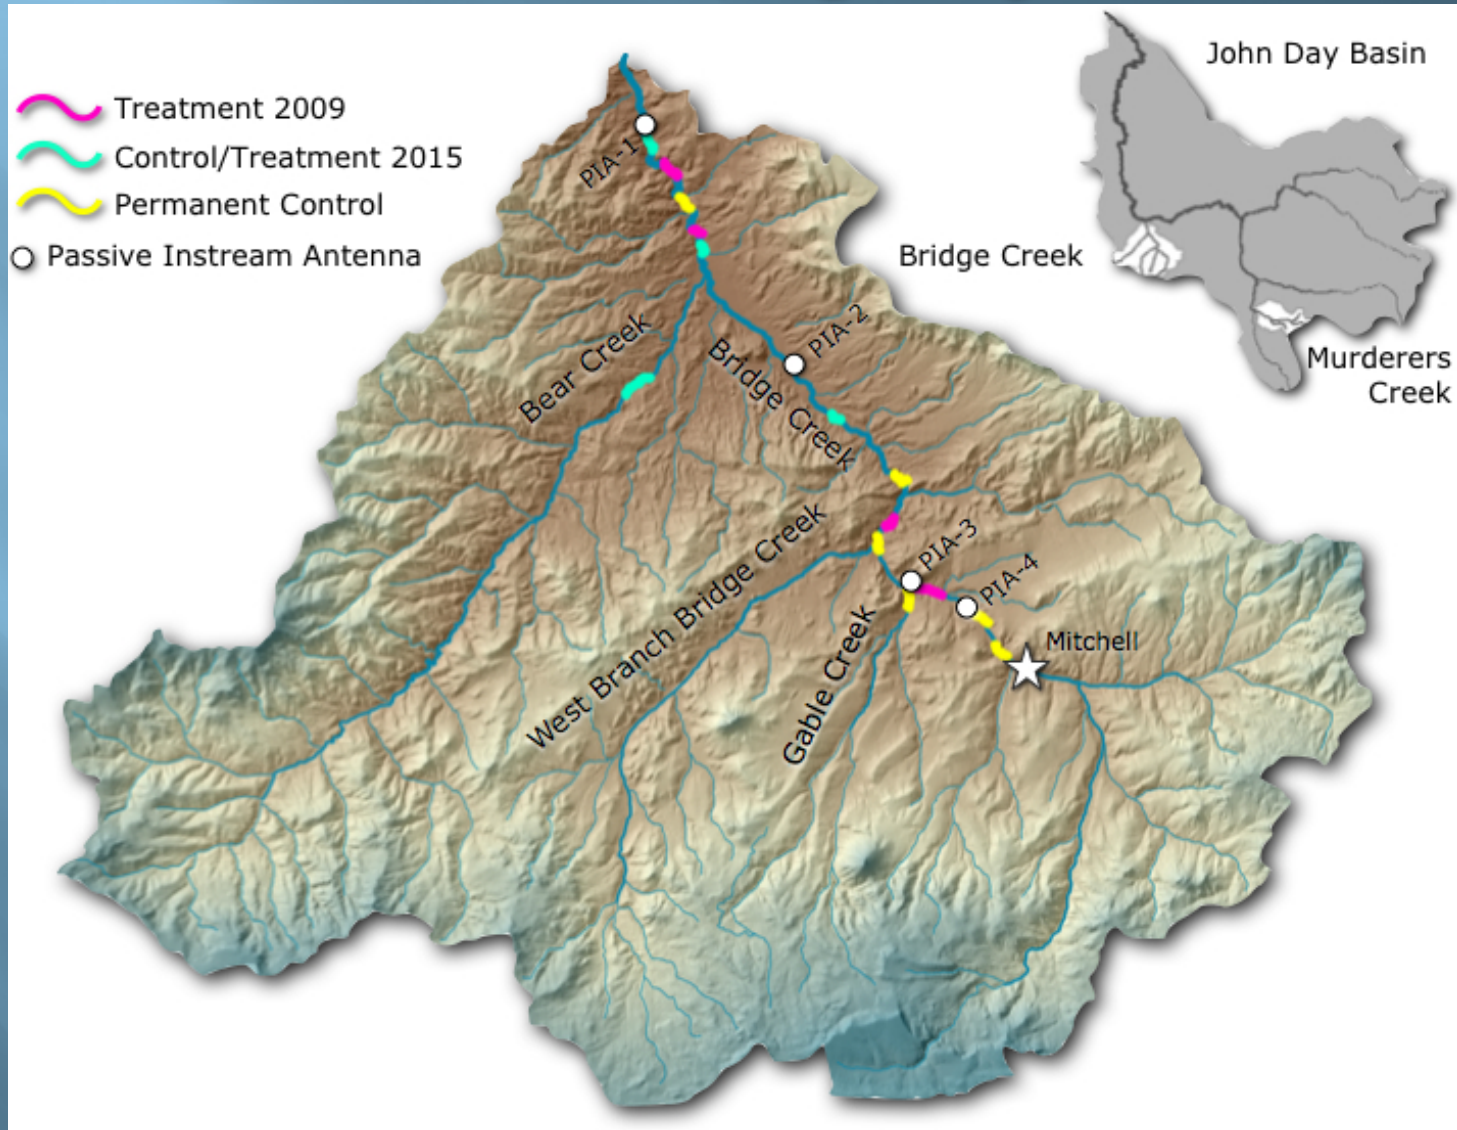 Treatment 2009
Control/Treatment 2015
Permanent Control
Passive Instream Antenna
John Day Basin
Bridge Creek
Murderers
Creek
PIA-1
PIA-2
Bear Creek
Bridge Creek
West Branch Bridge Creek
PIA-3
PIA-4
Gable Creek
Mitchell